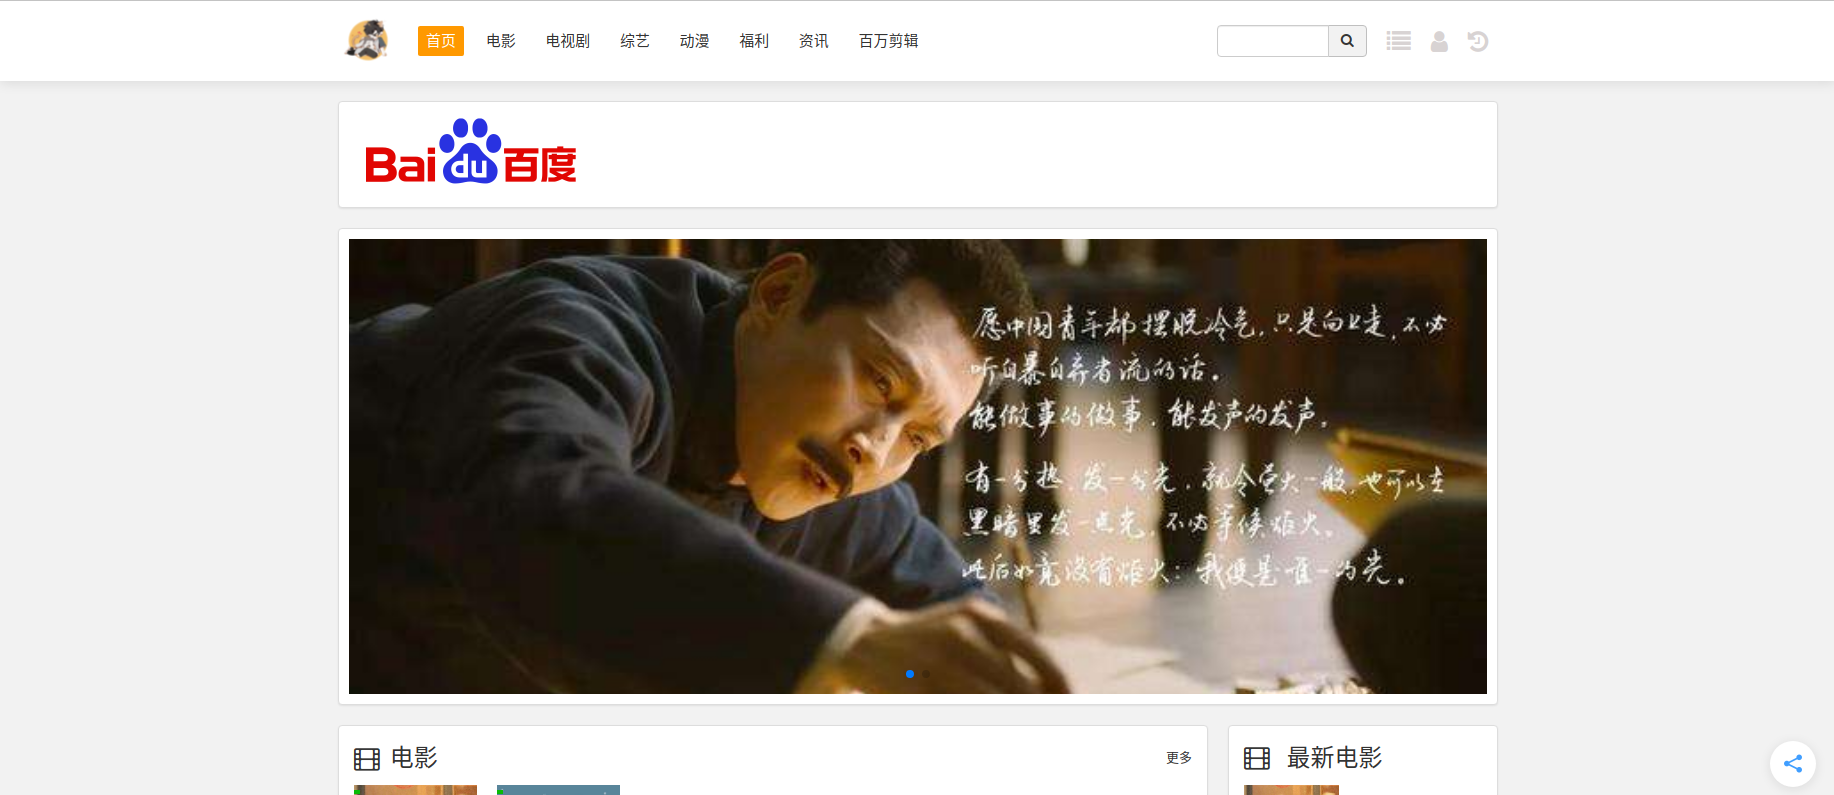 首页 电影 电视剧 综艺 动漫 福利 资讯 百万剪辑
Bai du 百度
愿中国青年都摆脱冷气,只是向上走,不必
听自暴自弃者流的话。
能做事的做事,能发声的发声。
有一分热,发一分光,就令萤火一般,也可以在
黑暗里发一点光,不必等候炬火。
此后如竟没有炬火:我便是唯一的光。
电影
更多
最新电影